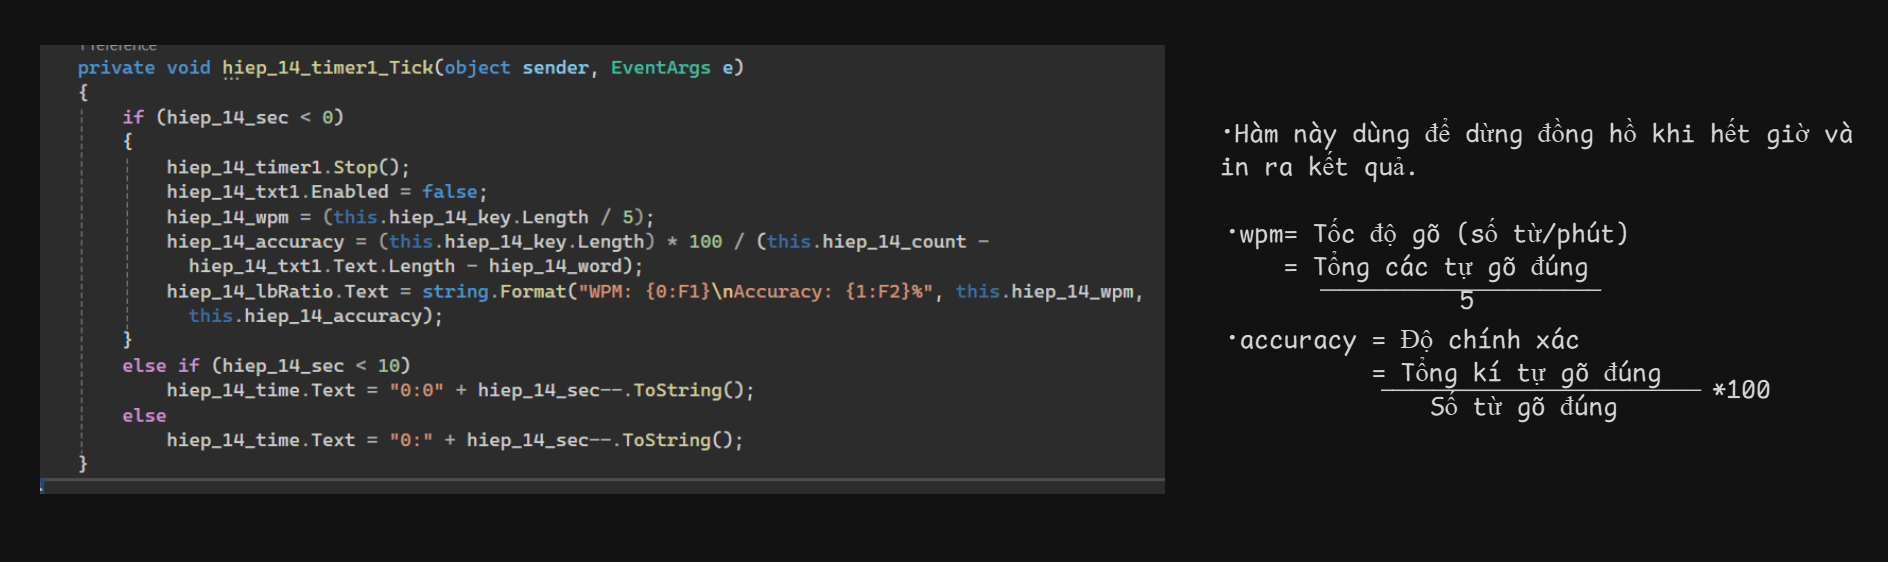 1 reference
private void hiep_14_timer1_Tick(object sender, EventArgs e)
{
if (hiep_14_sec < 0)
{
hiep_14_timer1.Stop();
hiep_14_txt1.Enabled = false;
hiep_14_wpm = (this.hiep_14_key.Length / 5);
hiep_14_accuracy = (this.hiep_14_key.Length) * 100 / (this.hiep_14_count -
hiep_14_txt1.Text.Length - hiep_14_word);
hiep_14_lbRatio.Text = string.Format("WPM: {0:F1}\nAccuracy: {1:F2}%", this.hiep_14_wpm,
this.hiep_14_accuracy);
}
else if (hiep_14_sec < 10)
hiep_14_time.Text = "0:0" + hiep_14_sec--.ToString();
else
hiep_14_time.Text = "0:" + hiep_14_sec--.ToString();
}
·Hàm này dùng để dừng đồng hồ khi hết giờ và
in ra kết quả.
·wpm= Tốc độ gõ (số từ/phút)
= Tổng các tự gõ đúng
5
·accuracy = Độ chính xác
= Tổng kí tự gõ đúng
*100
Số từ gõ đúng